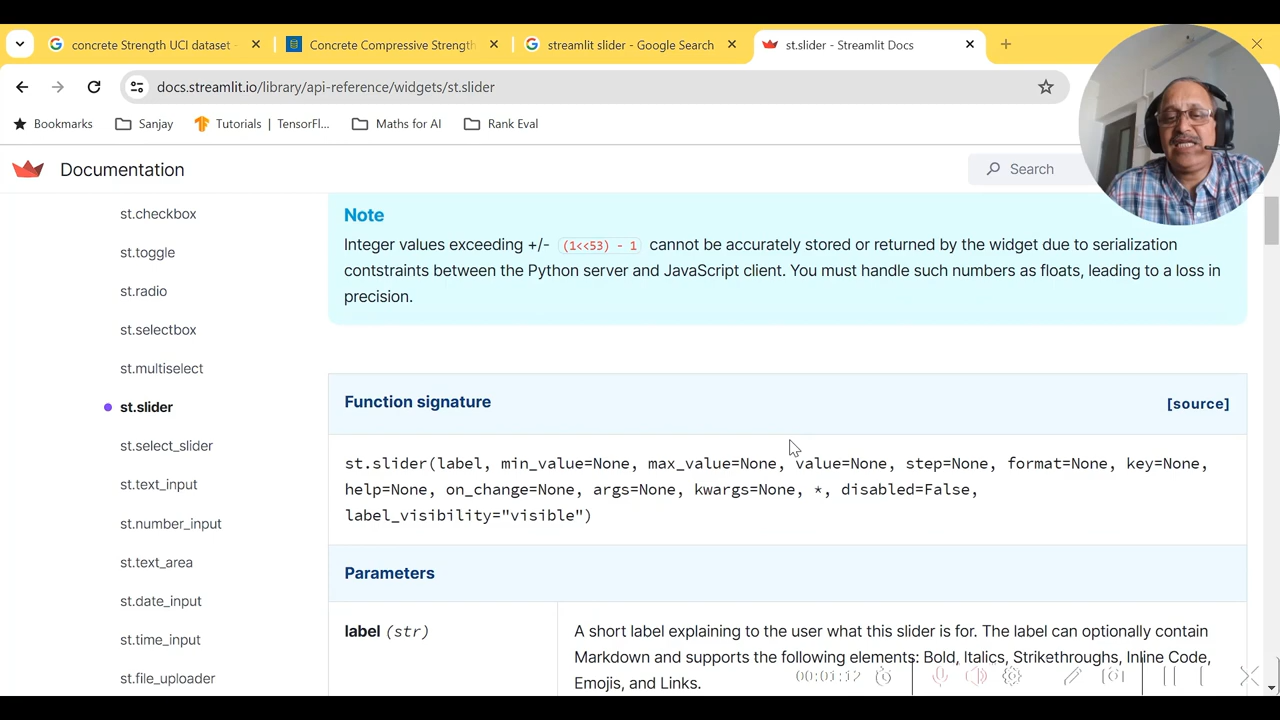 concrete Strength UCI dataset
Concrete Compressive Strength
streamlit slider - Google Search
st.slider - Streamlit Docs
docs.streamlit.io/library/api-reference/widgets/st.slider
Bookmarks
Sanjay
Tutorials | TensorFl...
Maths for AI
Rank Eval
Documentation
Search
st.checkbox
st.toggle
st.radio
st.selectbox
st.multiselect
st.slider
st.select_slider
st.text_input
st.number_input
st.text_area
st.date_input
st.time_input
st.file_uploader
Note
Integer values exceeding +/- (1<<53) - 1 cannot be accurately stored or returned by the widget due to serialization
contstraints between the Python server and JavaScript client. You must handle such numbers as floats, leading to a loss in
precision.
Function signature
[source]
st.slider(label, min_value=None, max_value=None, value=None, step=None, format=None, key=None,
help=None, on_change=None, args=None, kwargs=None, *, disabled=False,
label_visibility="visible")
Parameters
label (str)
A short label explaining to the user what this slider is for. The label can optionally contain
Markdown and supports the following elements: Bold, Italics, Strikethroughs, Inline Code,
Emojis, and Links.
00:01:12